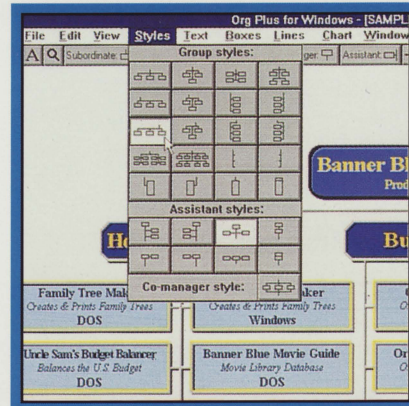 Org Plus for Windows - [SAMPL
File Edit View Styles Text Boxes Lines Chart Window
A Subordinate: ger: Assistant:
Group styles:
Banner Bl
Prod
Assistant styles:
Ho
Bu
Co-manager style:
Family Tree Mak
Creates & Prints Family Trees
DOS
aker
Creates & Prints Family Trees
Windows
C
Uncle Sam's Budget Balancer
Balances the U.S. Budget
DOS
Banner Blue Movie Guide
Movie Library Database
DOS
Or